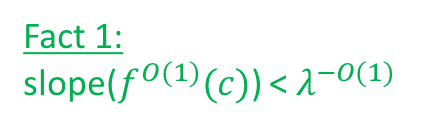 Fact 1:
slope(𝑓^𝑂(1)(𝑐)) < 𝜆^−𝑂(1)